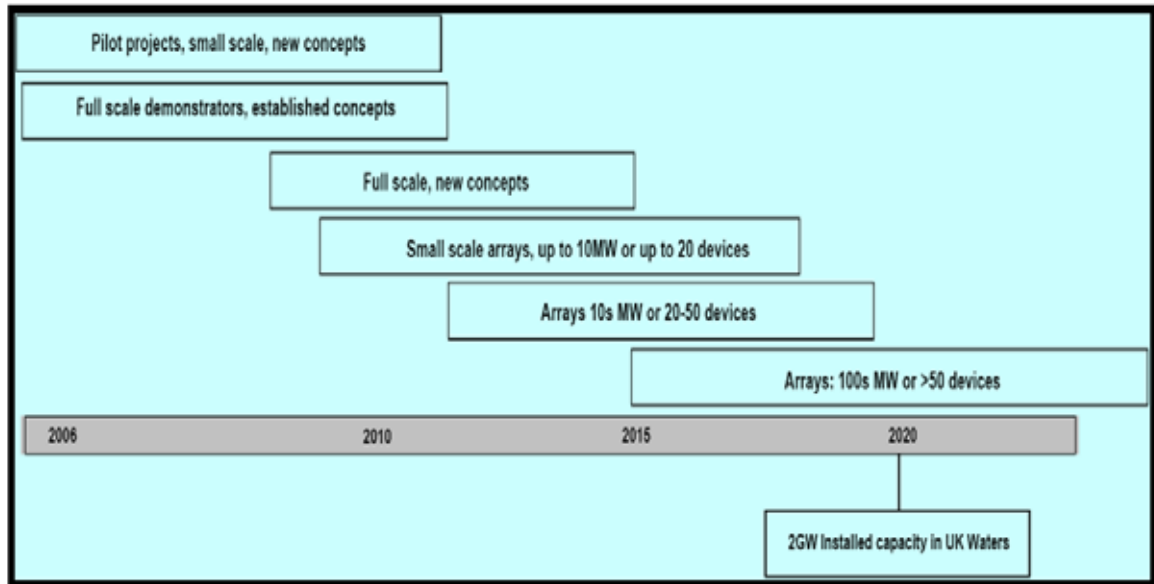 Pilot projects, small scale, new concepts
Full scale demonstrators, established concepts
Full scale, new concepts
Small scale arrays, up to 10MW or up to 20 devices
Arrays 10s MW or 20-50 devices
Arrays: 100s MW or >50 devices
2006 2010 2015 2020
2GW Installed capacity in UK Waters